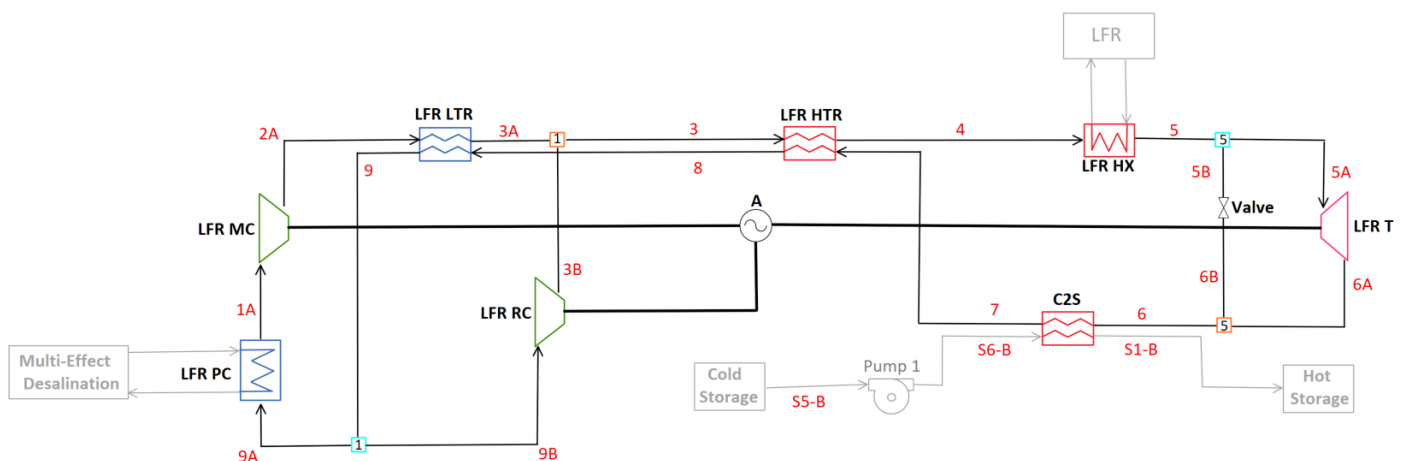 LFR
LFR LTR
LFR HTR
2A
3A
1
3
4
5
5
9
8
LFR HX
5B
5A
A
Valve
LFR MC
LFR T
3B
6B
6A
1A
LFR RC
7
C2S
6
5
Multi-Effect
Desalination
LFR PC
S6-B
S1-B
Cold
Storage
Pump 1
S5-B
Hot
Storage
1
9A
9B